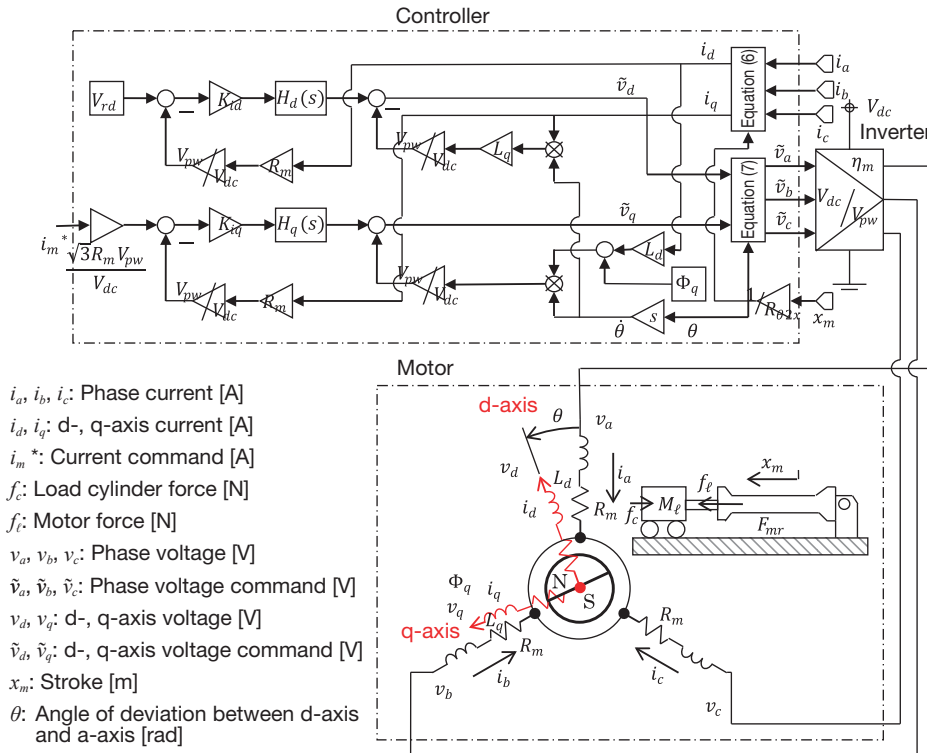 Controller
V_rd
K_id
H_d(s)
ṽ_d
i_d
Equation (6)
i_a
i_b
i_c
i_q
V_dc
Inverter
V_pw/V_dc
R_m
V_pw/V_dc
L_q
Equation (7)
ṽ_a
ṽ_b
ṽ_c
η_m
V_dc/V_pw
i_m*
√3R_mV_pw/V_dc
K_iq
H_q(s)
ṽ_q
V_pw/V_dc
R_m
V_pw/V_dc
L_d
Φ_q
θ̇
s
θ
1/R_θ2x
x_m
Motor
i_a, i_b, i_c: Phase current [A]
i_d, i_q: d-, q-axis current [A]
i_m*: Current command [A]
f_c: Load cylinder force [N]
f_ℓ: Motor force [N]
v_a, v_b, v_c: Phase voltage [V]
ṽ_a, ṽ_b, ṽ_c: Phase voltage command [V]
v_d, v_q: d-, q-axis voltage [V]
ṽ_d, ṽ_q: d-, q-axis voltage command [V]
x_m: Stroke [m]
θ: Angle of deviation between d-axis
and a-axis [rad]
d-axis
θ
v_a
v_d
L_d
i_d
i_a
R_m
x_m
f_c
M_ℓ
f_ℓ
F_mr
N
S
Φ_q
v_q
i_q
L_q
q-axis
R_m
v_b
i_b
R_m
i_c
v_c